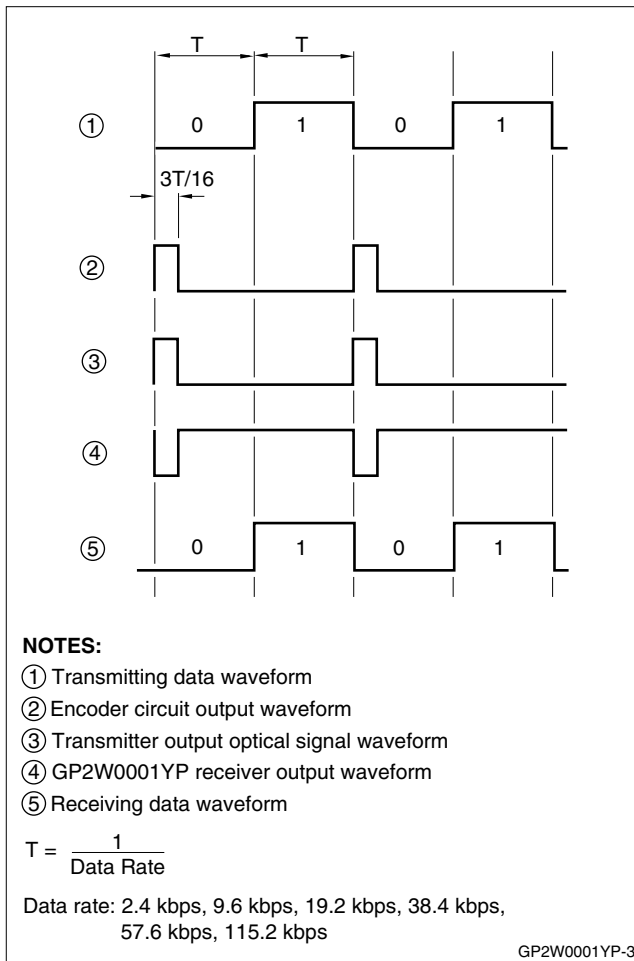 T T
① 0 1 0 1
3T/16
②
③
④
⑤ 0 1 0 1
NOTES:
① Transmitting data waveform
② Encoder circuit output waveform
③ Transmitter output optical signal waveform
④ GP2W0001YP receiver output waveform
⑤ Receiving data waveform
T = 1
Data Rate
Data rate: 2.4 kbps, 9.6 kbps, 19.2 kbps, 38.4 kbps,
57.6 kbps, 115.2 kbps
GP2W0001YP-3